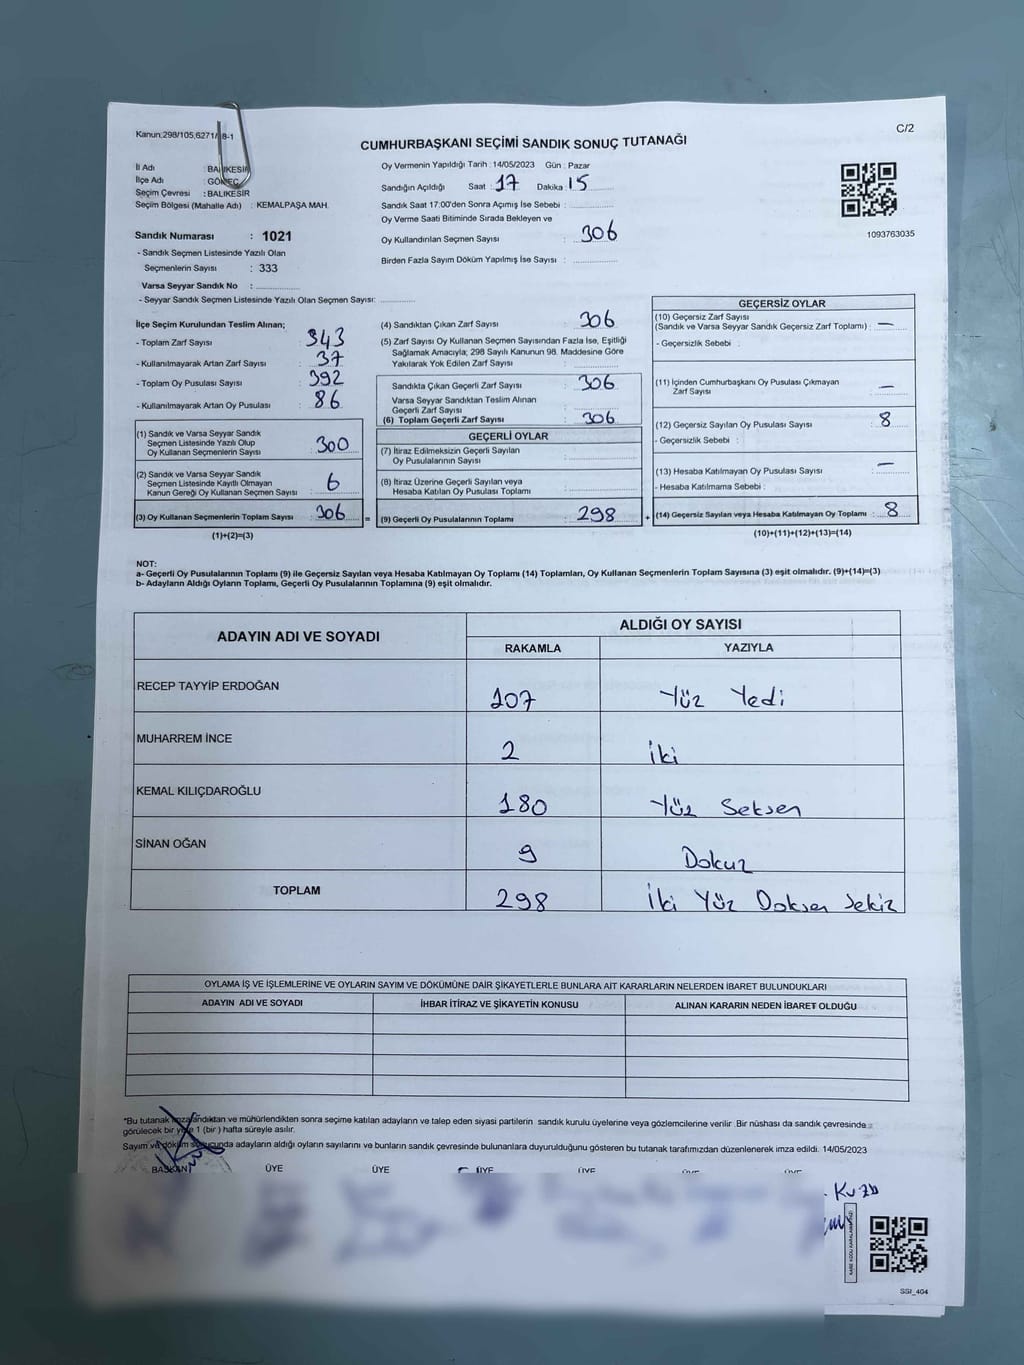 Kanun;298/105,6271/ 8-1
C/2
CUMHURBAŞKANI SEÇİMİ SANDIK SONUÇ TUTANAĞI
İl Adı : BALIKESİR
İlçe Adı : GÖMEÇ
Seçim Çevresi : BALIKESİR
Seçim Bölgesi (Mahalle Adı) : KEMALPAŞA MAH.
Sandık Numarası : 1021
- Sandık Seçmen Listesinde Yazılı Olan
Seçmenlerin Sayısı : 333
Varsa Seyyar Sandık No :
- Seyyar Sandık Seçmen Listesinde Yazılı Olan Seçmen Sayısı:
Oy Vermenin Yapıldığı Tarih : 14/05/2023 Gün : Pazar
Sandığın Açıldığı Saat : 17 Dakika : 15
Sandık Saat 17:00'den Sonra Açılmış İse Sebebi :
Oy Verme Saati Bitiminde Sırada Bekleyen ve
Oy Kullandırılan Seçmen Sayısı : 306
Birden Fazla Sayım Döküm Yapılmış İse Sayısı :
1093763035
İlçe Seçim Kurulundan Teslim Alınan;
- Toplam Zarf Sayısı : 343
- Kullanılmayarak Artan Zarf Sayısı : 37
- Toplam Oy Pusulası Sayısı : 392
- Kullanılmayarak Artan Oy Pusulası : 86
(1) Sandık ve Varsa Seyyar Sandık
Seçmen Listesinde Yazılı Olup
Oy Kullanan Seçmenlerin Sayısı : 300
(2) Sandık ve Varsa Seyyar Sandık
Seçmen Listesinde Kayıtlı Olmayan
Kanun Gereği Oy Kullanan Seçmen Sayısı : 6
(3) Oy Kullanan Seçmenlerin Toplam Sayısı : 306 =
(1)+(2)=(3)
(4) Sandıktan Çıkan Zarf Sayısı : 306
(5) Zarf Sayısı Oy Kullanan Seçmen Sayısından Fazla İse, Eşitliği
Sağlamak Amacıyla; 298 Sayılı Kanunun 98. Maddesine Göre
Yakılarak Yok Edilen Zarf Sayısı :
Sandıkta Çıkan Geçerli Zarf Sayısı : 306
Varsa Seyyar Sandıktan Teslim Alınan
Geçerli Zarf Sayısı :
(6) Toplam Geçerli Zarf Sayısı : 306
GEÇERLİ OYLAR
(7) İtiraz Edilmeksizin Geçerli Sayılan
Oy Pusulalarının Sayısı :
(8) İtiraz Üzerine Geçerli Sayılan veya
Hesaba Katılan Oy Pusulası Toplamı :
(9) Geçerli Oy Pusulalarının Toplamı : 298 +
GEÇERSİZ OYLAR
(10) Geçersiz Zarf Sayısı
(Sandık ve Varsa Seyyar Sandık Geçersiz Zarf Toplamı) : —
- Geçersizlik Sebebi :
(11) İçinden Cumhurbaşkanı Oy Pusulası Çıkmayan
Zarf Sayısı : —
(12) Geçersiz Sayılan Oy Pusulası Sayısı : 8
- Geçersizlik Sebebi :
(13) Hesaba Katılmayan Oy Pusulası Sayısı : —
- Hesaba Katılmama Sebebi :
(14) Geçersiz Sayılan veya Hesaba Katılmayan Oy Toplamı : 8
(10)+(11)+(12)+(13)=(14)
NOT:
a- Geçerli Oy Pusulalarının Toplamı (9) ile Geçersiz Sayılan veya Hesaba Katılmayan Oy Toplamı (14) Toplamları, Oy Kullanan Seçmenlerin Toplam Sayısına (3) eşit olmalıdır. (9)+(14)=(3)
b- Adayların Aldığı Oyların Toplamı, Geçerli Oy Pusulalarının Toplamına (9) eşit olmalıdır.
ADAYIN ADI VE SOYADI ALDIĞI OY SAYISI
RAKAMLA YAZIYLA
RECEP TAYYİP ERDOĞAN 107 Yüz Yedi
MUHARREM İNCE 2 İki
KEMAL KILIÇDAROĞLU 180 Yüz Seksen
SİNAN OĞAN 9 Dokuz
TOPLAM 298 İki Yüz Doksan Sekiz
OYLAMA İŞ VE İŞLEMLERİNE VE OYLARIN SAYIM VE DÖKÜMÜNE DAİR ŞİKAYETLERLE BUNLARA AİT KARARLARIN NELERDEN İBARET BULUNDUKLARI
ADAYIN ADI VE SOYADI İHBAR İTİRAZ VE ŞİKAYETİN KONUSU ALINAN KARARIN NEDEN İBARET OLDUĞU
*Bu tutanak imzalandıktan ve mühürlendikten sonra seçime katılan adayların ve talep eden siyasi partilerin sandık kurulu üyelerine veya gözlemcilerine verilir. Bir nüshası da sandık çevresinde
görülecek bir yere 1 (bir) hafta süreyle asılır.
Sayım ve döküm sonucunda adayların aldığı oyların sayılarını ve bunların sandık çevresinde bulunanlara duyurulduğunu gösteren bu tutanak tarafımızdan düzenlenerek imza edildi. 14/05/2023
BAŞKAN ÜYE ÜYE ÜYE ÜYE ÜYE ÜYE
SSI_404